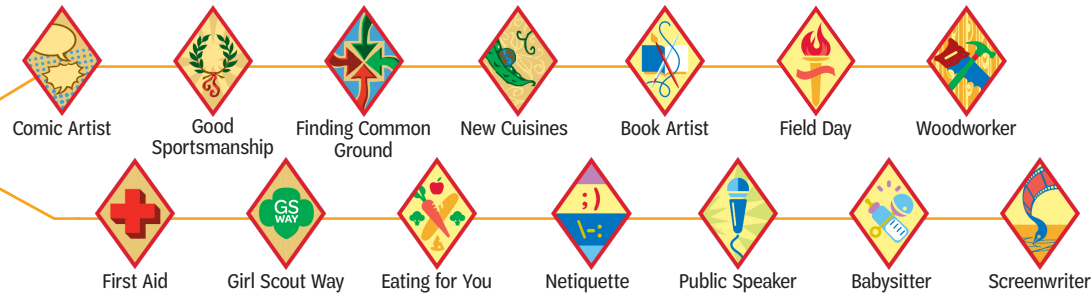 Comic Artist
Good
Sportsmanship
Finding Common
Ground
New Cuisines
Book Artist
Field Day
Woodworker
GS
WAY
;)
\-:
First Aid
Girl Scout Way
Eating for You
Netiquette
Public Speaker
Babysitter
Screenwriter